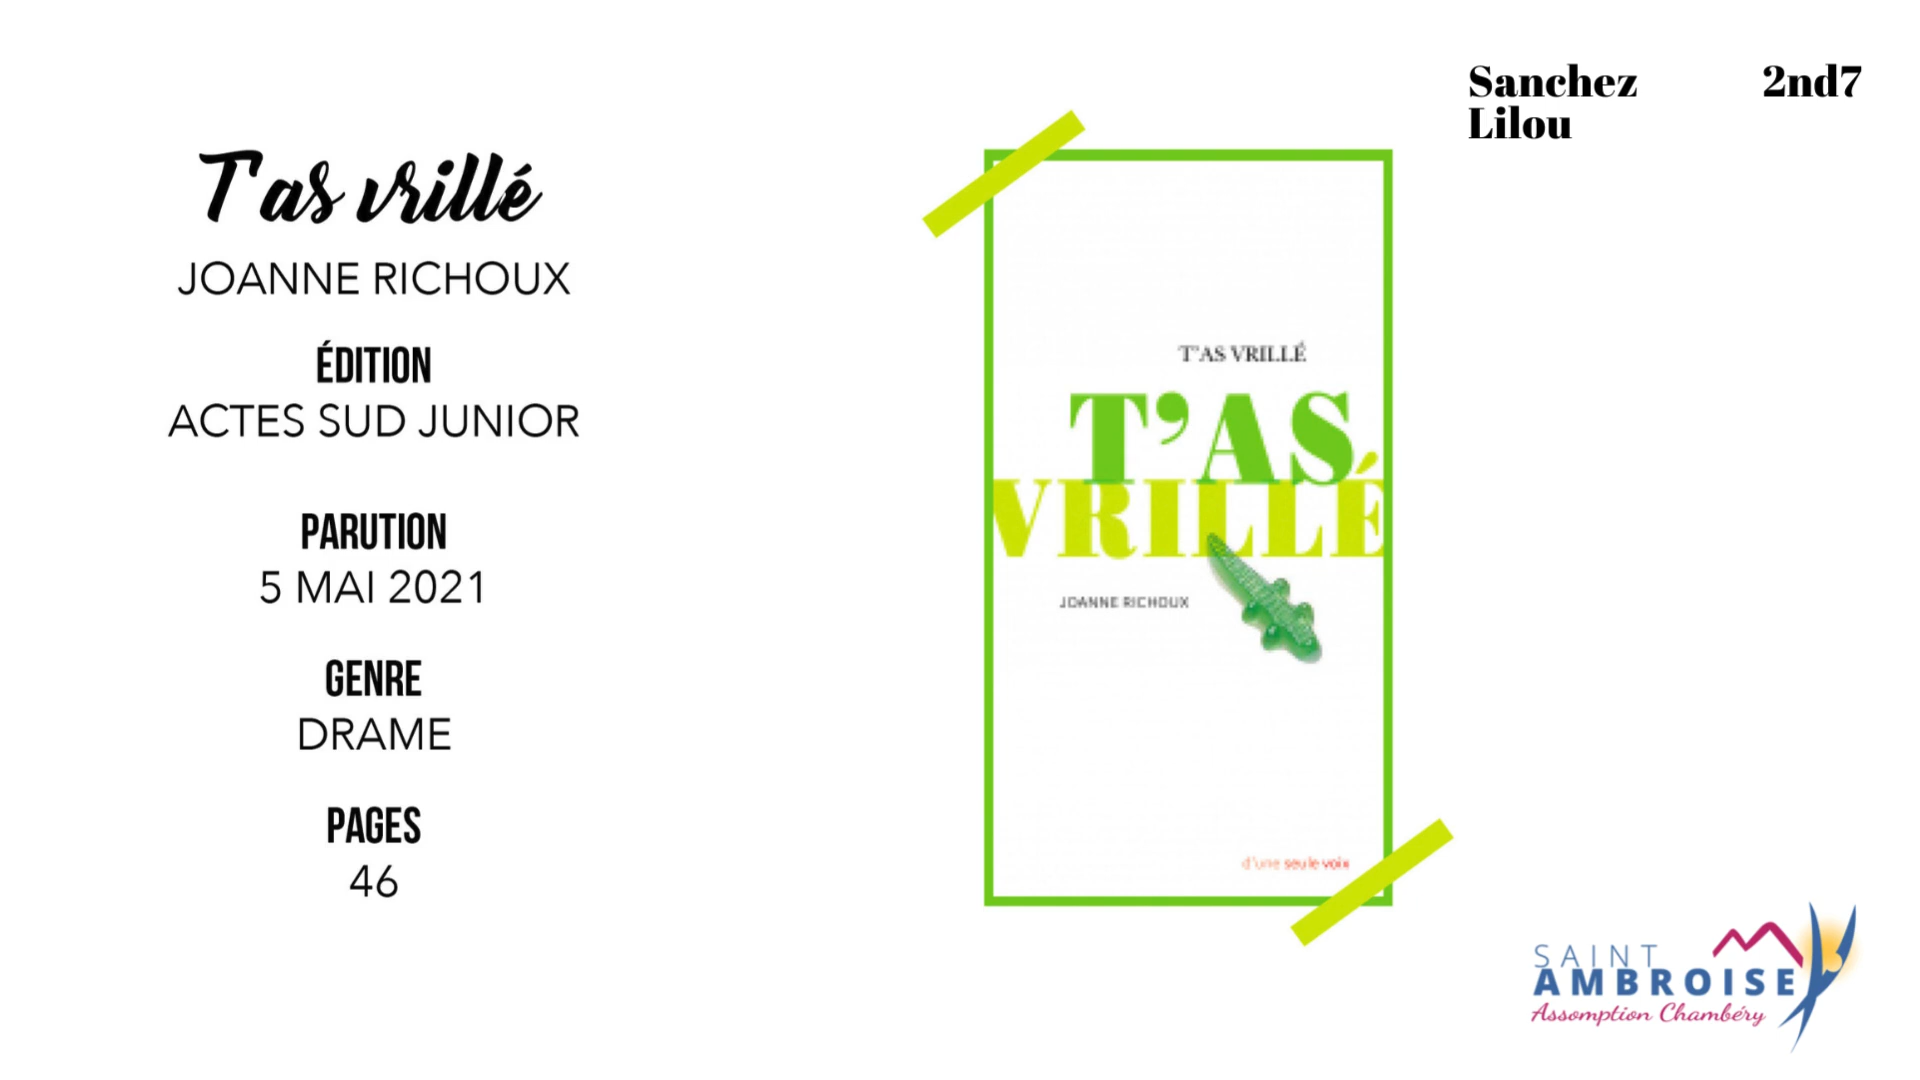 Sanchez 2nd7
Lilou
T'as vrillé
JOANNE RICHOUX
ÉDITION
ACTES SUD JUNIOR
PARUTION
5 MAI 2021
GENRE
DRAME
PAGES
46
T'AS VRILLÉ
T'AS
VRILLÉ
JOANNE RICHOUX
d'une seule voix
SAINT
AMBROISE
Assomption Chambéry